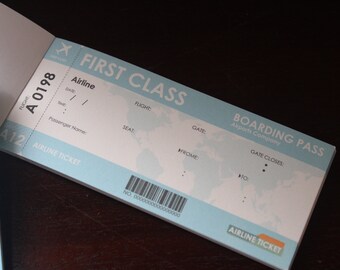 FIRST CLASS
A 0198
A12
Airline
DATE:
/ /
FLIGHT:
GATE:
BOARDING PASS
TIME:
:
Passenger Name:
SEAT:
FROM:
:
GATE CLOSES:
:
TO:
:
AIRLINE TICKET
AIRLINE TICKET